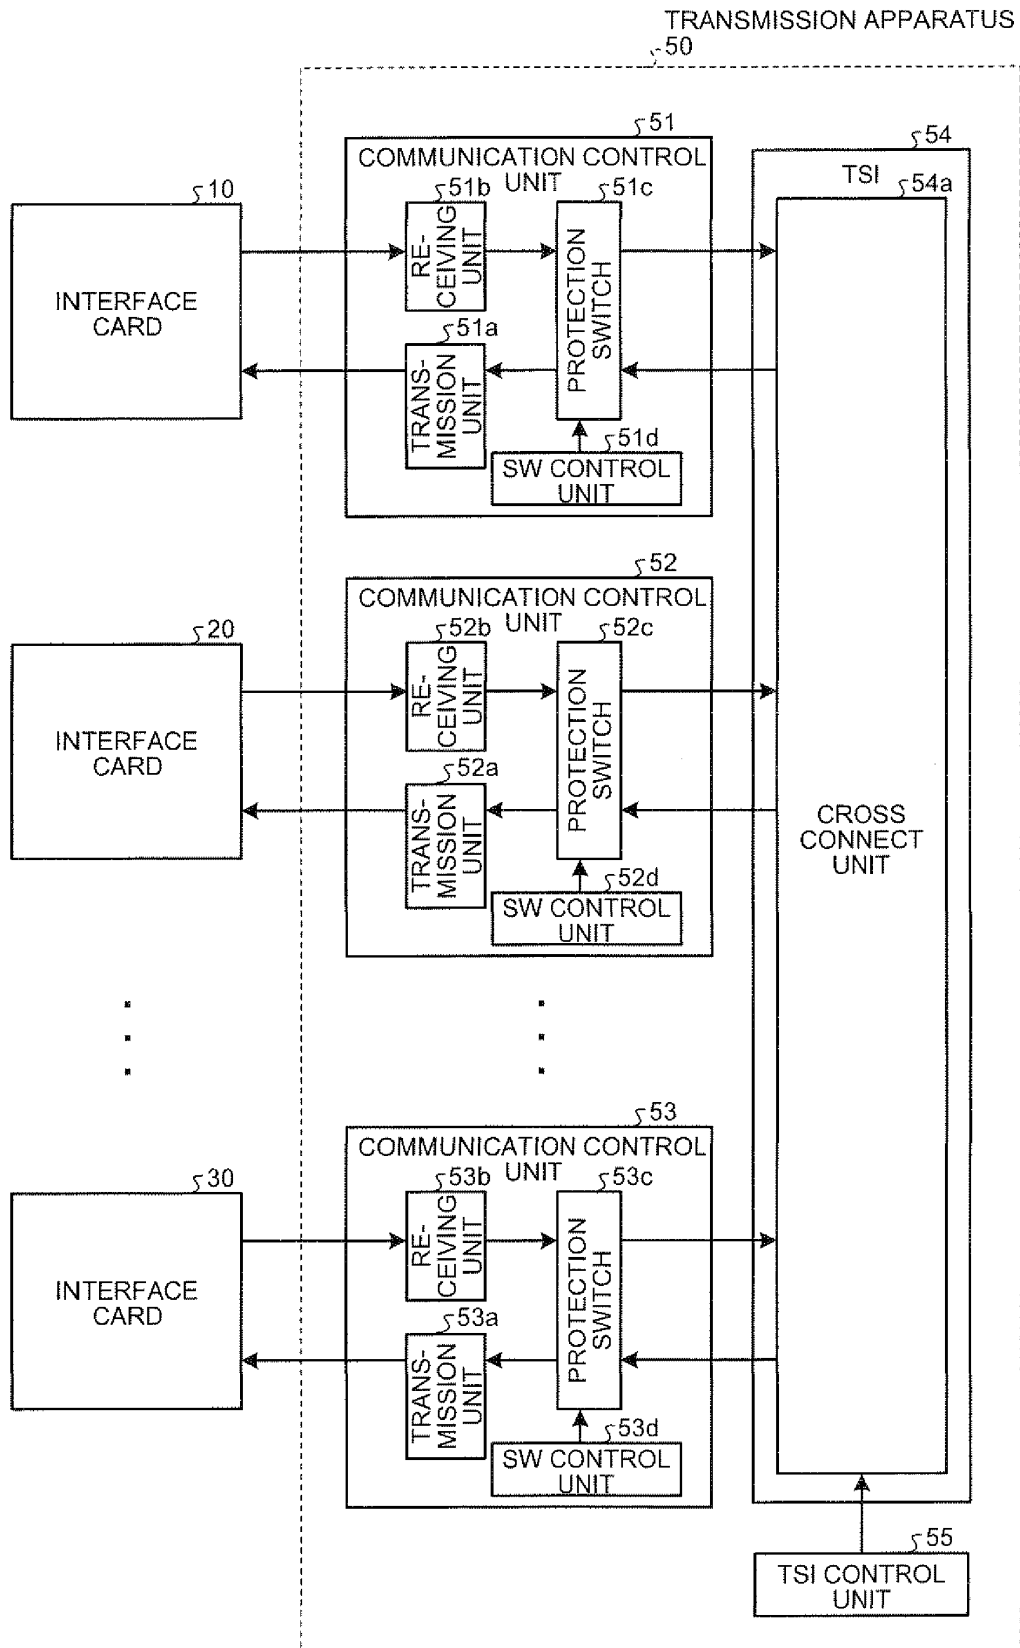 TRANSMISSION APPARATUS
50
51
COMMUNICATION CONTROL
UNIT
51b
51c
RE-
CEIVING
UNIT
PROTECTION
SWITCH
51a
TRANS-
MISSION
UNIT
51d
SW CONTROL
UNIT
10
INTERFACE
CARD
54
TSI
54a
CROSS
CONNECT
UNIT
52
COMMUNICATION CONTROL
UNIT
52b
52c
RE-
CEIVING
UNIT
PROTECTION
SWITCH
52a
TRANS-
MISSION
UNIT
52d
SW CONTROL
UNIT
20
INTERFACE
CARD
53
COMMUNICATION CONTROL
UNIT
53b
53c
RE-
CEIVING
UNIT
PROTECTION
SWITCH
53a
TRANS-
MISSION
UNIT
53d
SW CONTROL
UNIT
30
INTERFACE
CARD
55
TSI CONTROL
UNIT